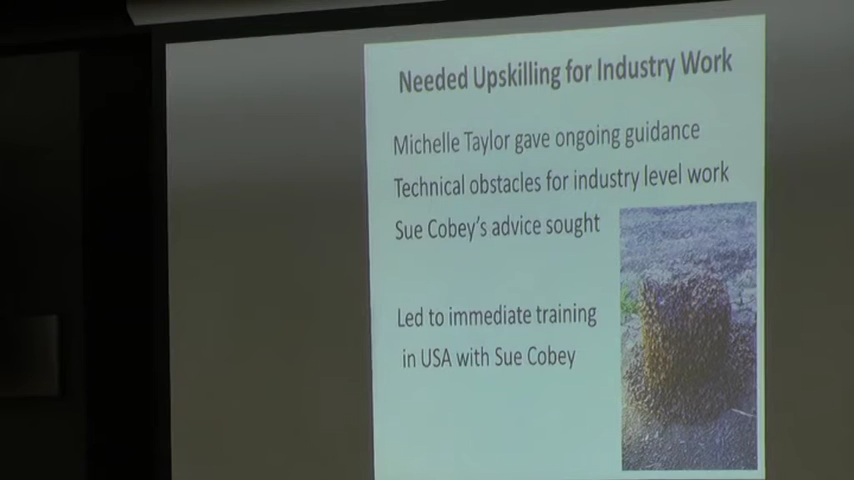 Needed Upskilling for Industry Work
Michelle Taylor gave ongoing guidance
Technical obstacles for industry level work
Sue Cobey's advice sought
Led to immediate training
in USA with Sue Cobey